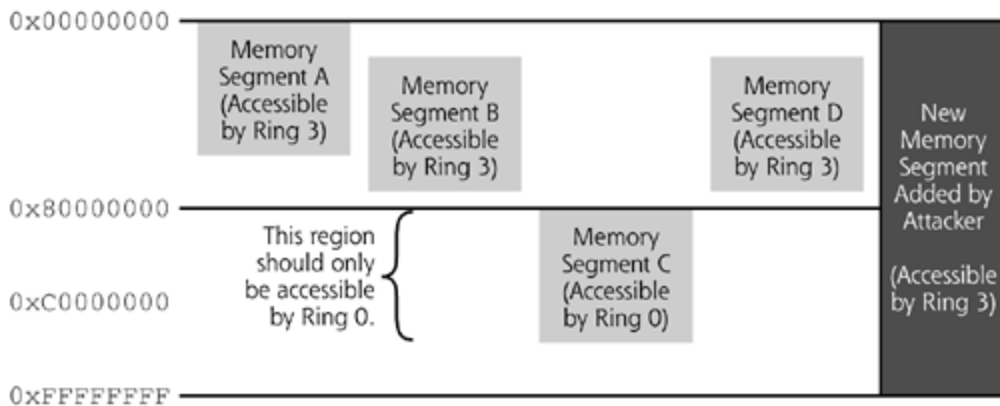 0x00000000
Memory
Segment A
(Accessible
by Ring 3)
Memory
Segment B
(Accessible
by Ring 3)
Memory
Segment D
(Accessible
by Ring 3)
New
Memory
Segment
Added by
Attacker
(Accessible
by Ring 3)
0x80000000
This region
should only
be accessible
by Ring 0.
Memory
Segment C
(Accessible
by Ring 0)
0xC0000000
0xFFFFFFFF